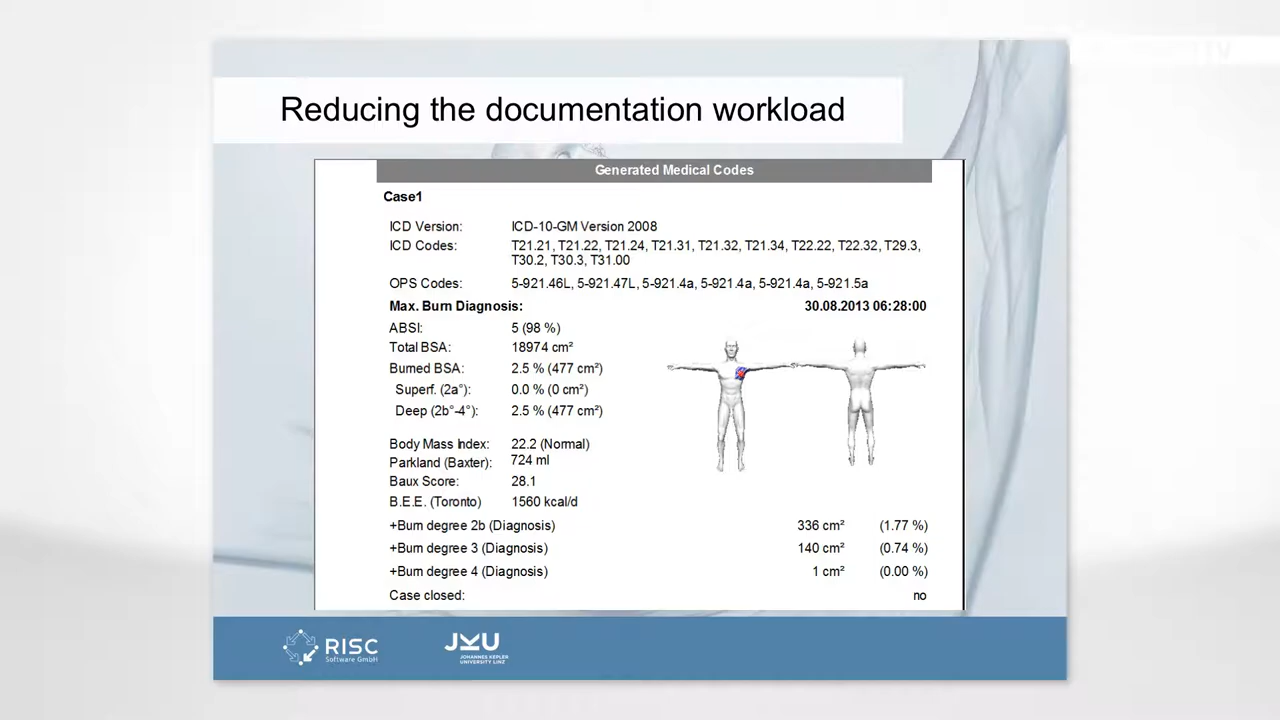 TV
Reducing the documentation workload
Generated Medical Codes
Case1
ICD Version: ICD-10-GM Version 2008
ICD Codes: T21.21, T21.22, T21.24, T21.31, T21.32, T21.34, T22.22, T22.32, T29.3,
T30.2, T30.3, T31.00
OPS Codes: 5-921.46L, 5-921.47L, 5-921.4a, 5-921.4a, 5-921.4a, 5-921.5a
Max. Burn Diagnosis: 30.08.2013 06:28:00
ABSI: 5 (98 %)
Total BSA: 18974 cm²
Burned BSA: 2.5 % (477 cm²)
Superf. (2a°): 0.0 % (0 cm²)
Deep (2b°-4°): 2.5 % (477 cm²)
Body Mass Index: 22.2 (Normal)
Parkland (Baxter): 724 ml
Baux Score: 28.1
B.E.E. (Toronto) 1560 kcal/d
+Burn degree 2b (Diagnosis) 336 cm² (1.77 %)
+Burn degree 3 (Diagnosis) 140 cm² (0.74 %)
+Burn degree 4 (Diagnosis) 1 cm² (0.00 %)
Case closed: no
RISC
Software GmbH
JKU
JOHANNES KEPLER
UNIVERSITY LINZ